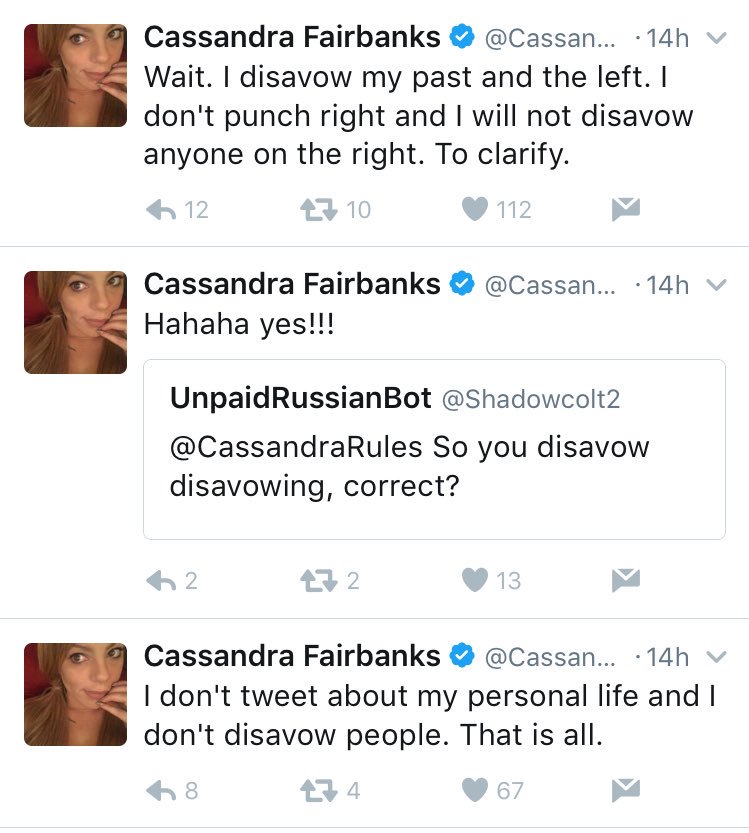 Cassandra Fairbanks @Cassan... · 14h
Wait. I disavow my past and the left. I
don't punch right and I will not disavow
anyone on the right. To clarify.
12 10 112
Cassandra Fairbanks @Cassan... · 14h
Hahaha yes!!!
UnpaidRussianBot @Shadowcolt2
@CassandraRules So you disavow
disavowing, correct?
2 2 13
Cassandra Fairbanks @Cassan... · 14h
I don't tweet about my personal life and I
don't disavow people. That is all.
8 4 67